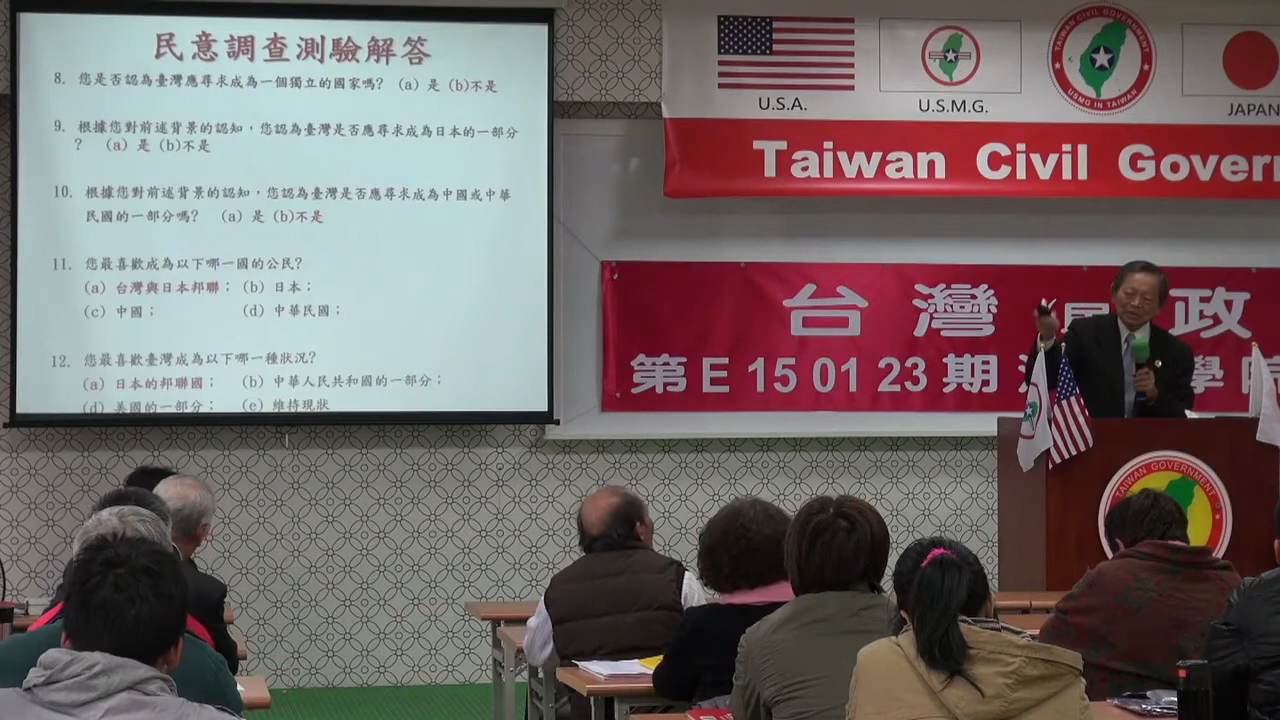 民意調查測驗解答
8. 您是否認為臺灣應尋求成為一個獨立的國家嗎? (a) 是 (b)不是
9. 根據您對前述背景的認知，您認為臺灣是否應尋求成為日本的一部分
? (a) 是 (b)不是
10. 根據您對前述背景的認知，您認為臺灣是否應尋求成為中國或中華
民國的一部分嗎? (a) 是 (b)不是
11. 您最喜歡成為以下哪一國的公民?
(a) 台灣與日本邦聯； (b) 日本；
(c) 中國； (d) 中華民國；
12. 您最喜歡臺灣成為以下哪一種狀況?
(a) 日本的邦聯國； (b) 中華人民共和國的一部分；
(d) 美國的一部分； (e) 維持現狀
U.S.A.
U.S.M.G.
TAIWAN CIVIL GOVERNMENT
USMG IN TAIWAN
JAPAN
Taiwan Civil Govern
台灣 政
第E 15 01 23期 學
TAIWAN GOVERNMENT